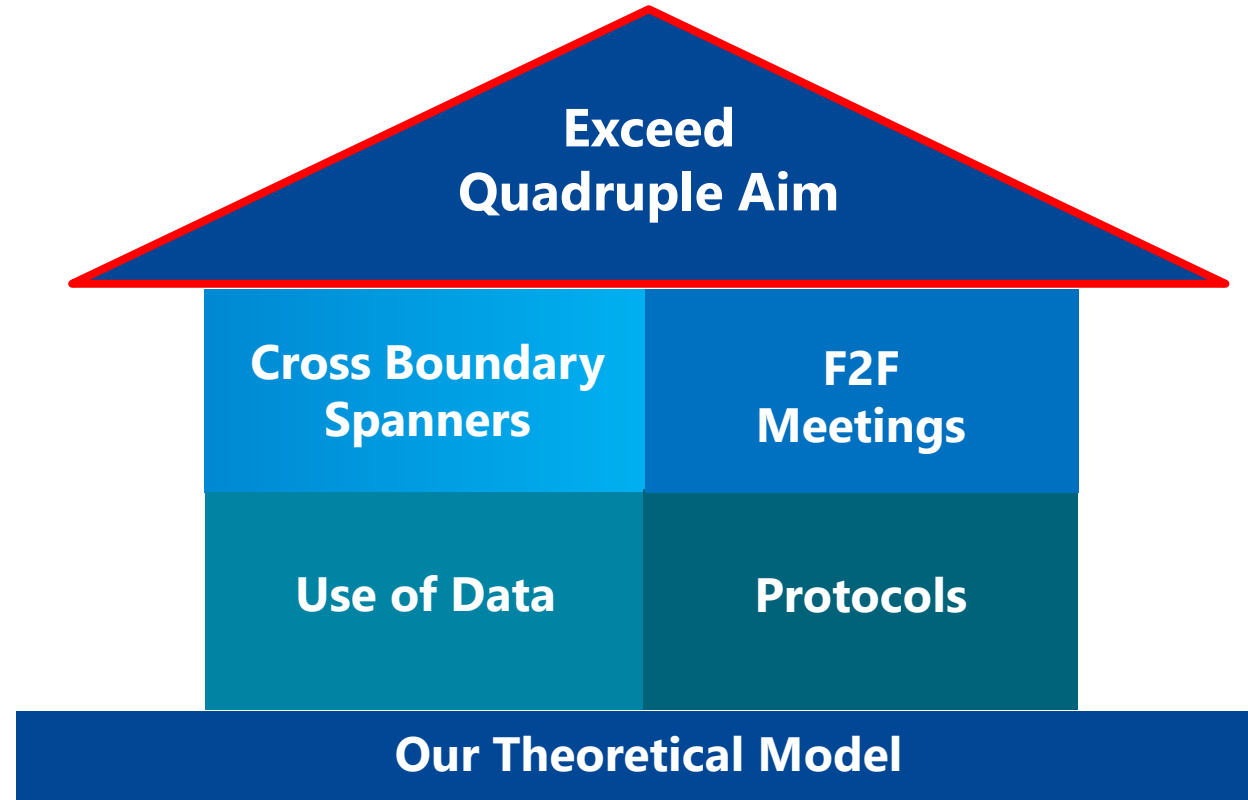 Exceed
Quadruple Aim
Cross Boundary
Spanners
F2F
Meetings
Use of Data
Protocols
Our Theoretical Model